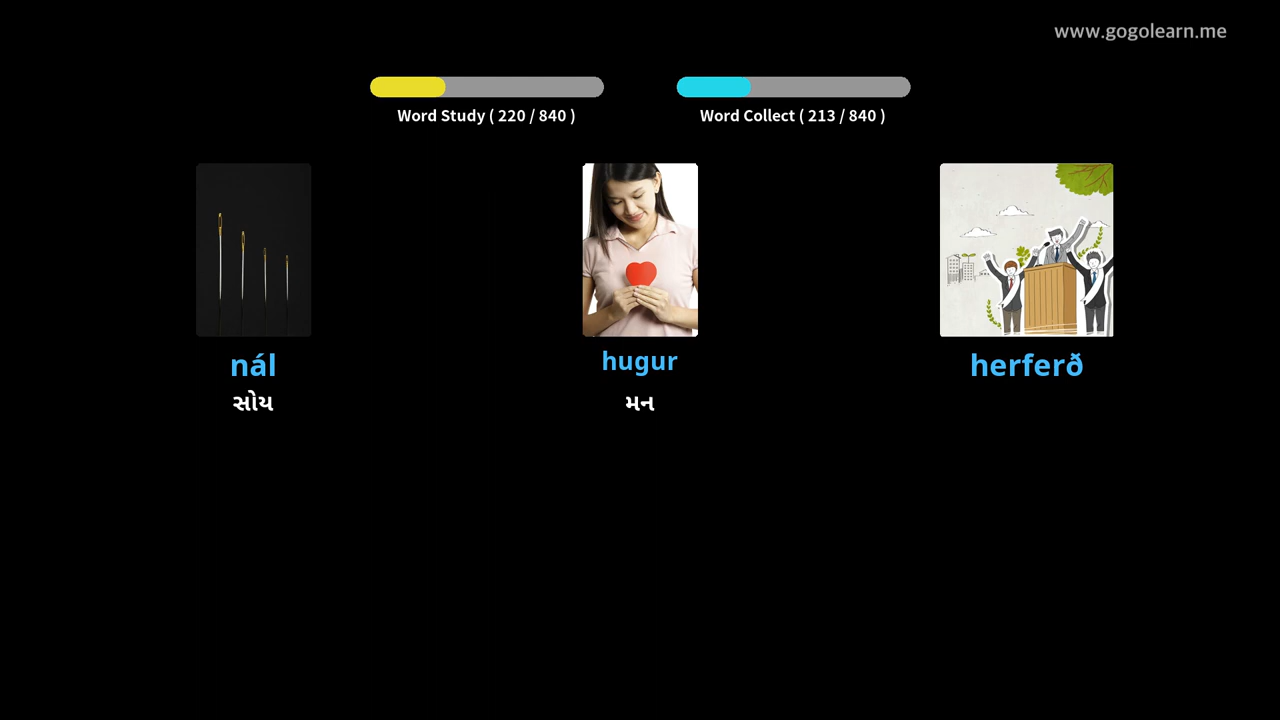 www.gogolearn.me
Word Study ( 220 / 840 )
Word Collect ( 213 / 840 )
nál
hugur
herferð
સોય
મન